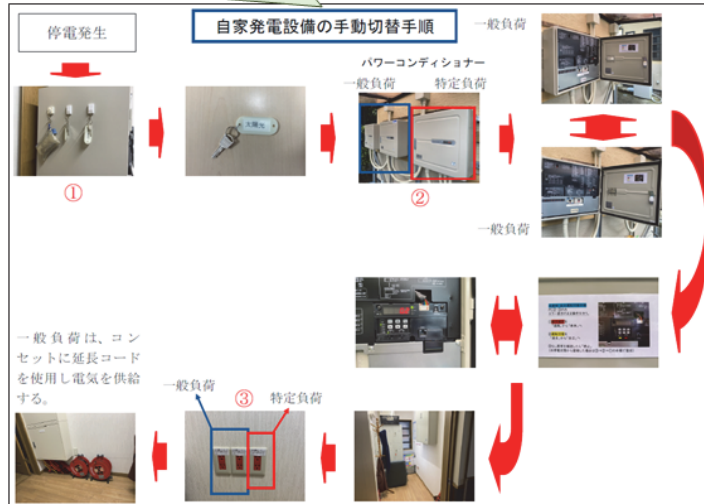 停電発生
自家発電設備の手動切替手順
一般負荷
パワーコンディショナー
一般負荷
特定負荷
太陽光
①
②
一般負荷
一般負荷は、コン
セットに延長コード
を使用し電気を供給
する。
一般負荷
③
特定負荷